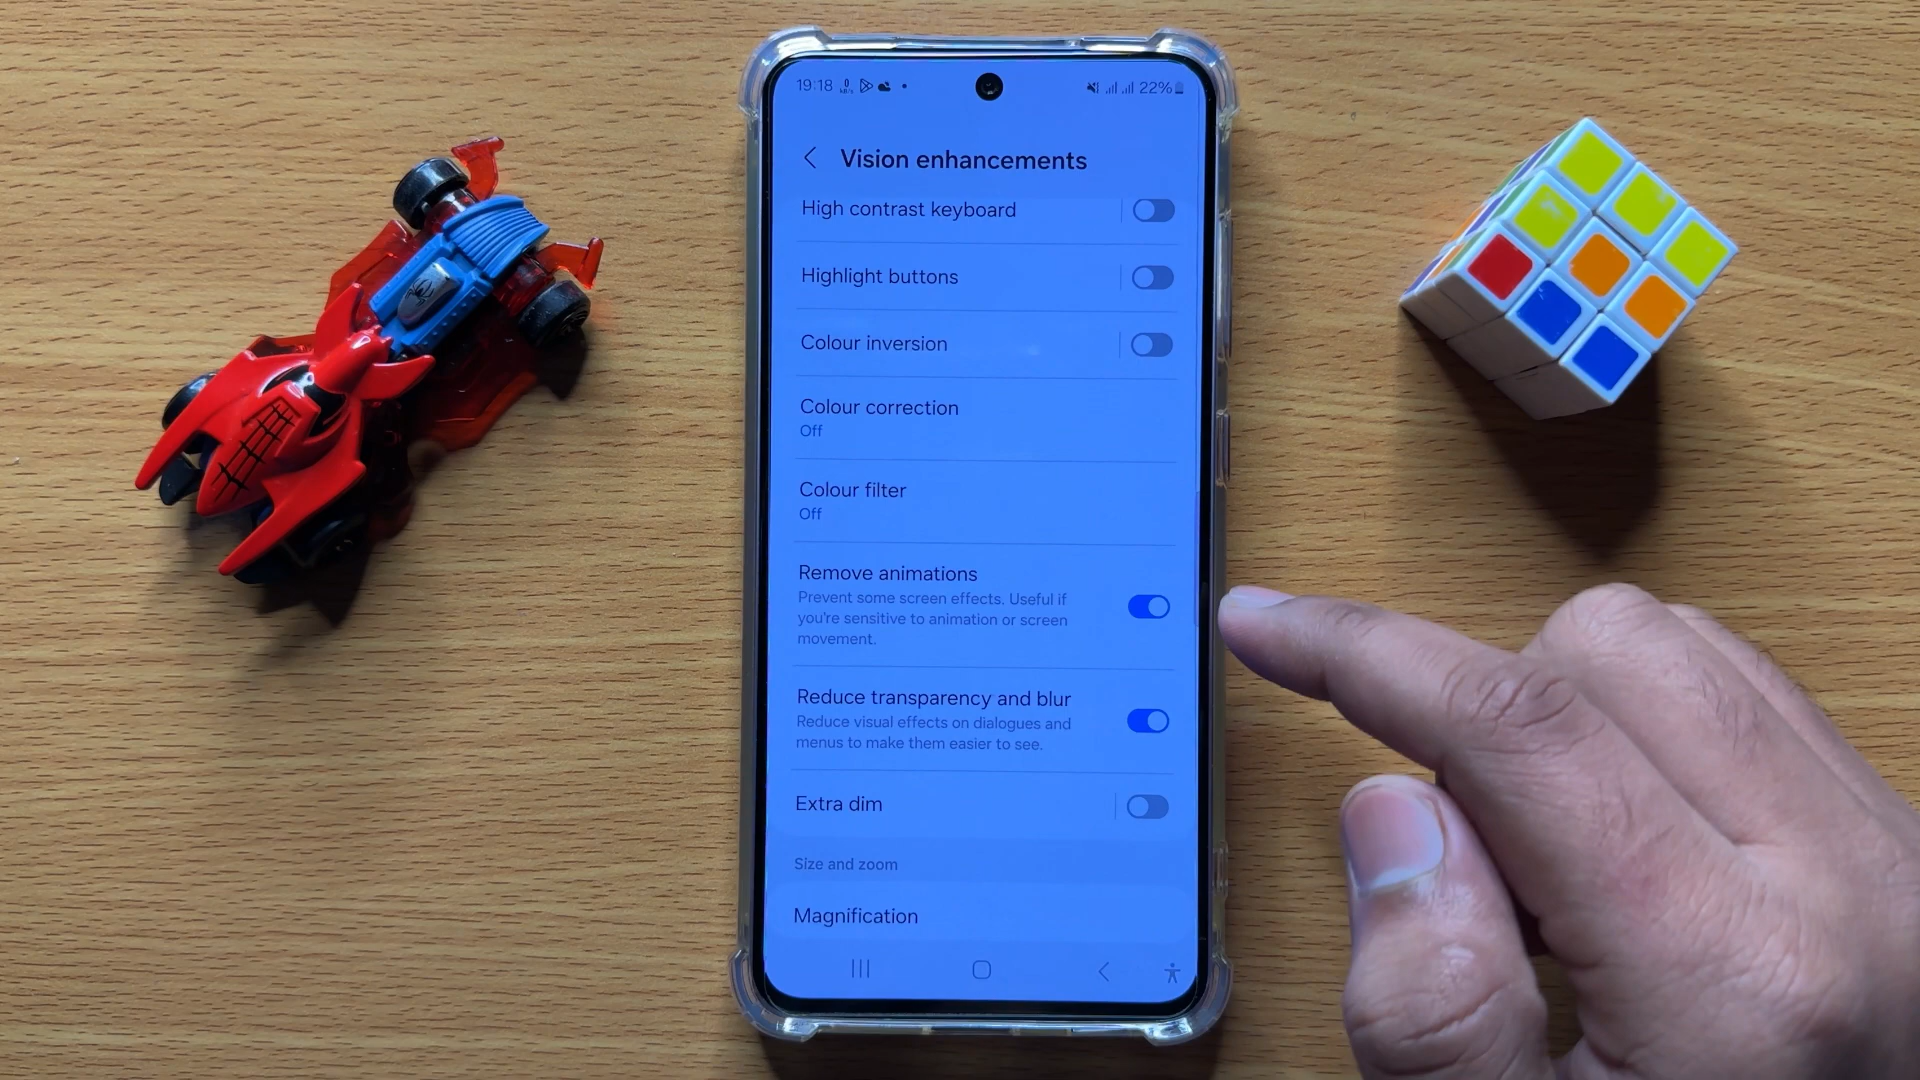 19:18 22%
Vision enhancements
High contrast keyboard
Highlight buttons
Colour inversion
Colour correction
Off
Colour filter
Off
Remove animations
Prevent some screen effects. Useful if
you're sensitive to animation or screen
movement.
Reduce transparency and blur
Reduce visual effects on dialogues and
menus to make them easier to see.
Extra dim
Size and zoom
Magnification